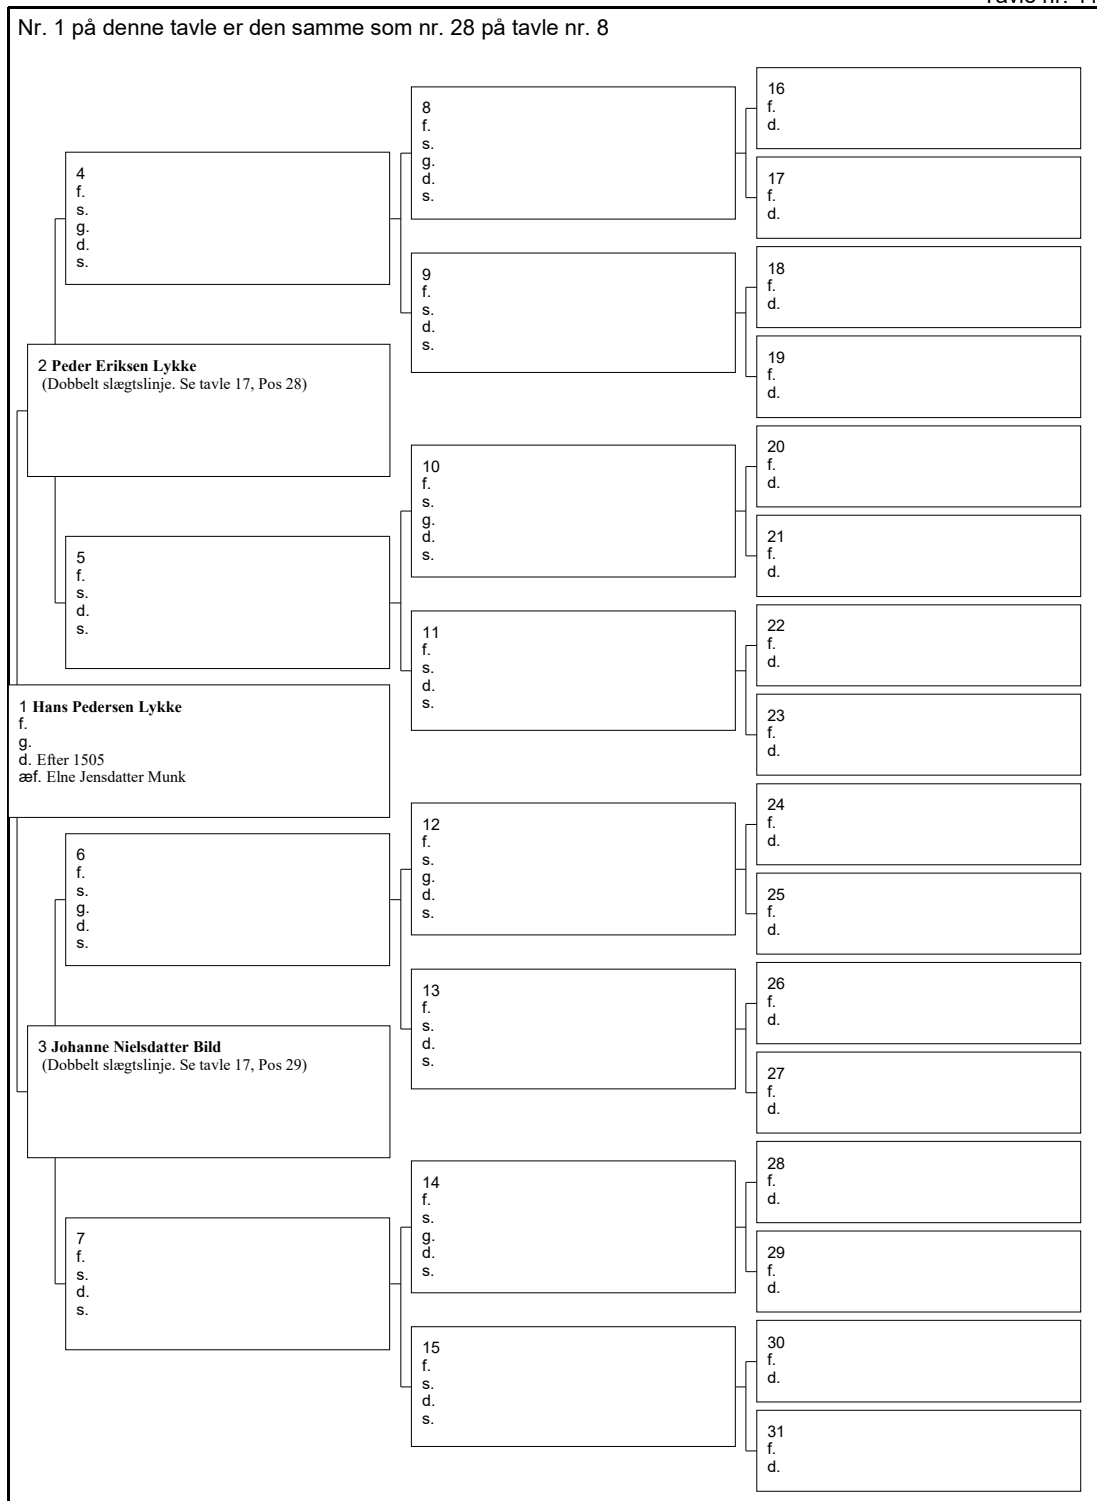 Nr. 1 på denne tavle er den samme som nr. 28 på tavle nr. 8
1 Hans Pedersen Lykke
f.
g.
d. Efter 1505
æf. Elne Jensdatter Munk
2 Peder Eriksen Lykke
(Dobbelt slægtslinje. Se tavle 17, Pos 28)
3 Johanne Nielsdatter Bild
(Dobbelt slægtslinje. Se tavle 17, Pos 29)
4
f.
s.
g.
d.
s.
5
f.
s.
d.
s.
6
f.
s.
g.
d.
s.
7
f.
s.
d.
s.
8
f.
s.
g.
d.
s.
9
f.
s.
d.
s.
10
f.
s.
g.
d.
s.
11
f.
s.
d.
s.
12
f.
s.
g.
d.
s.
13
f.
s.
d.
s.
14
f.
s.
g.
d.
s.
15
f.
s.
d.
s.
16
f.
d.
17
f.
d.
18
f.
d.
19
f.
d.
20
f.
d.
21
f.
d.
22
f.
d.
23
f.
d.
24
f.
d.
25
f.
d.
26
f.
d.
27
f.
d.
28
f.
d.
29
f.
d.
30
f.
d.
31
f.
d.